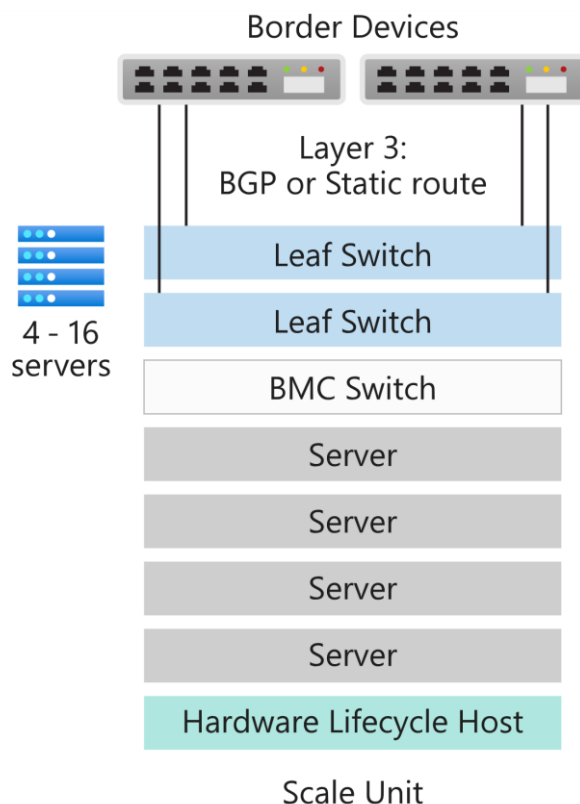 Border Devices
Layer 3:
BGP or Static route
Leaf Switch
4 - 16
servers
Leaf Switch
BMC Switch
Server
Server
Server
Server
Hardware Lifecycle Host
Scale Unit